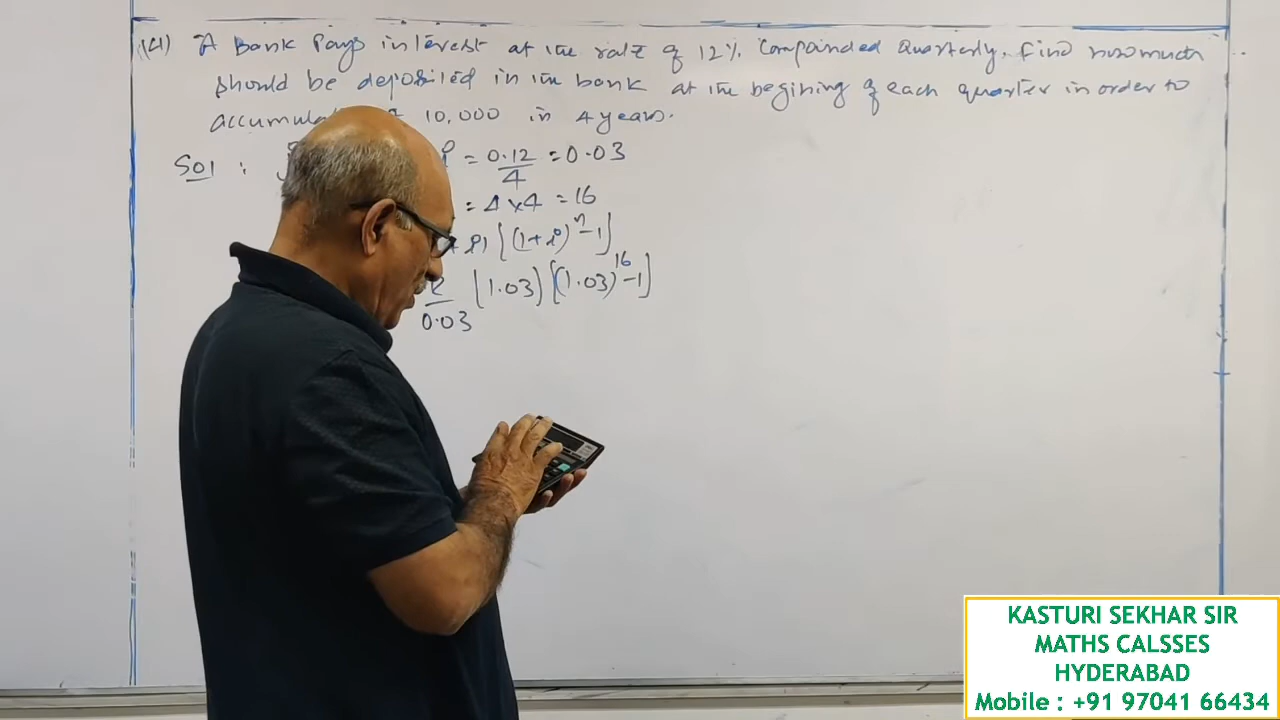 (4) A Bank Pays interest at the rate of 12% Compounded Quarterly. Find how much
should be deposited in the bank at the begining of each quarter in order to
accumula 10,000 in 4 years.
Sol : i = 0.12/4 = 0.03
= 4 x 4 = 16
[(1+i)^n - 1]
R/0.03 (1.03) [(1.03)^16 - 1]
KASTURI SEKHAR SIR
MATHS CALSSES
HYDERABAD
Mobile : +91 97041 66434